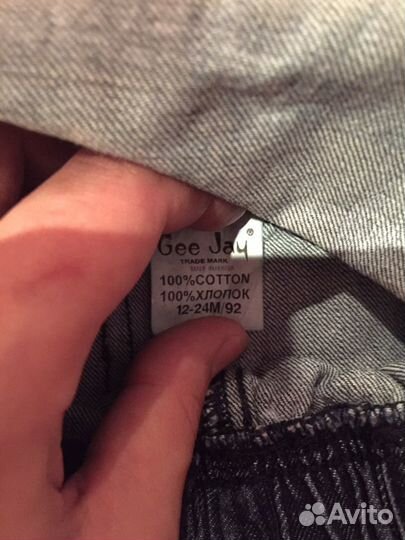 Gee Jay®
TRADE MARK
100%COTTON
100%ХЛОПОК
12-24M/92
Avito